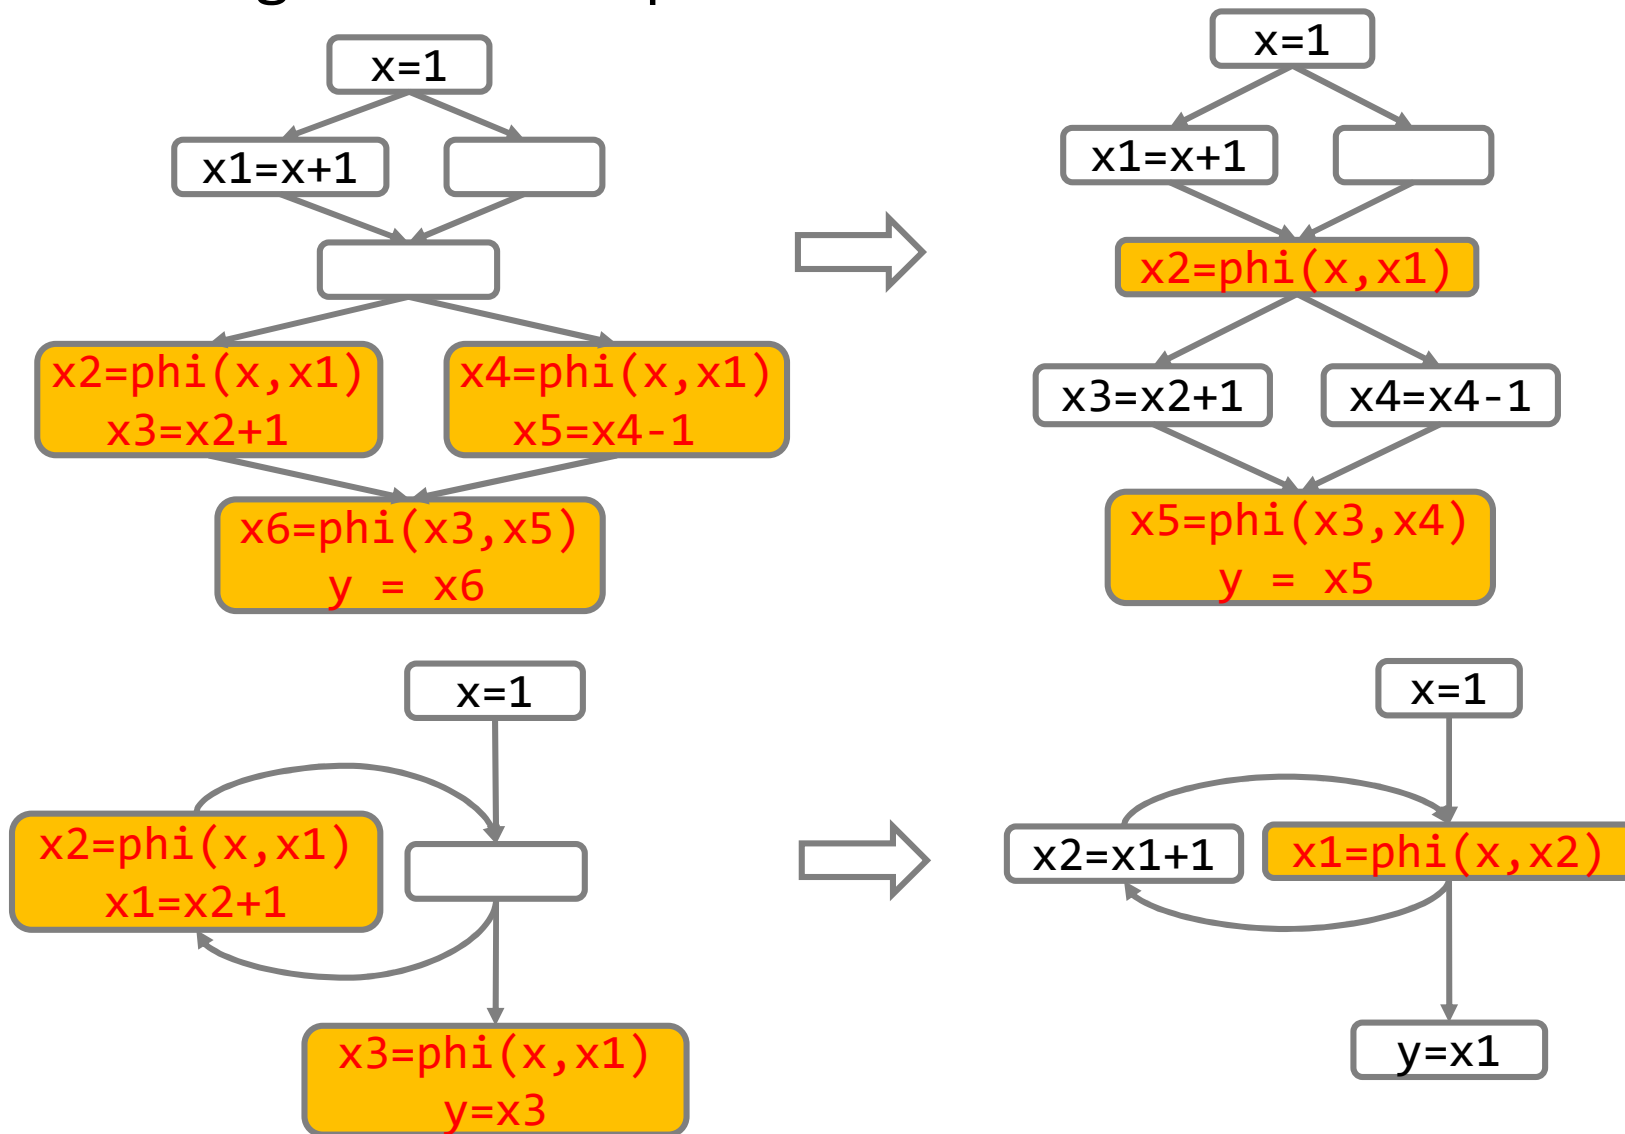 x=1
x1=x+1
x2=phi(x,x1)
x3=x2+1
x4=phi(x,x1)
x5=x4-1
x6=phi(x3,x5)
y = x6
x=1
x1=x+1
x2=phi(x,x1)
x3=x2+1
x4=x4-1
x5=phi(x3,x4)
y = x5
x=1
x2=phi(x,x1)
x1=x2+1
x3=phi(x,x1)
y=x3
x=1
x2=x1+1
x1=phi(x,x2)
y=x1